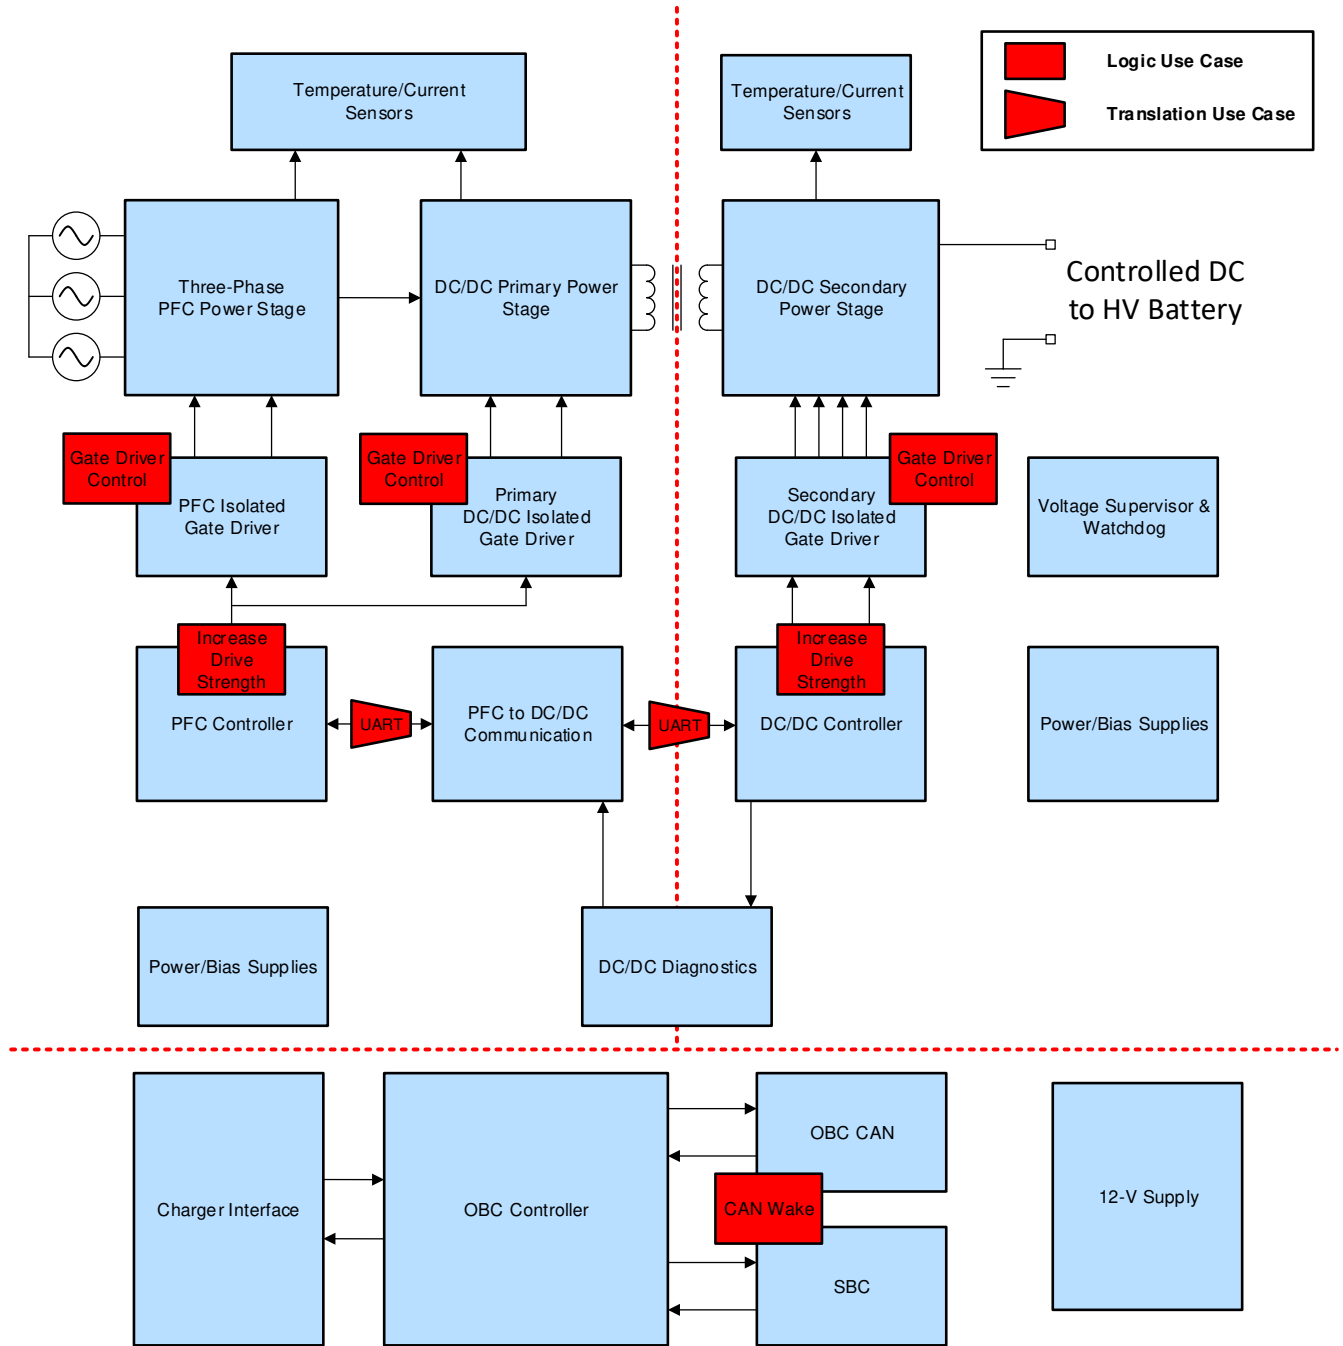 Temperature/Current
Sensors
Temperature/Current
Sensors
Logic Use Case
Translation Use Case
Three-Phase
PFC Power Stage
DC/DC Primary Power
Stage
DC/DC Secondary
Power Stage
Controlled DC
to HV Battery
Gate Driver
Control
PFC Isolated
Gate Driver
Gate Driver
Control
Primary
DC/DC Isolated
Gate Driver
Secondary
DC/DC Isolated
Gate Driver
Gate Driver
Control
Voltage Supervisor &
Watchdog
Increase
Drive
Strength
PFC Controller
UART
PFC to DC/DC
Communication
UART
Increase
Drive
Strength
DC/DC Controller
Power/Bias Supplies
Power/Bias Supplies
DC/DC Diagnostics
Charger Interface
OBC Controller
OBC CAN
CAN Wake
SBC
12-V Supply